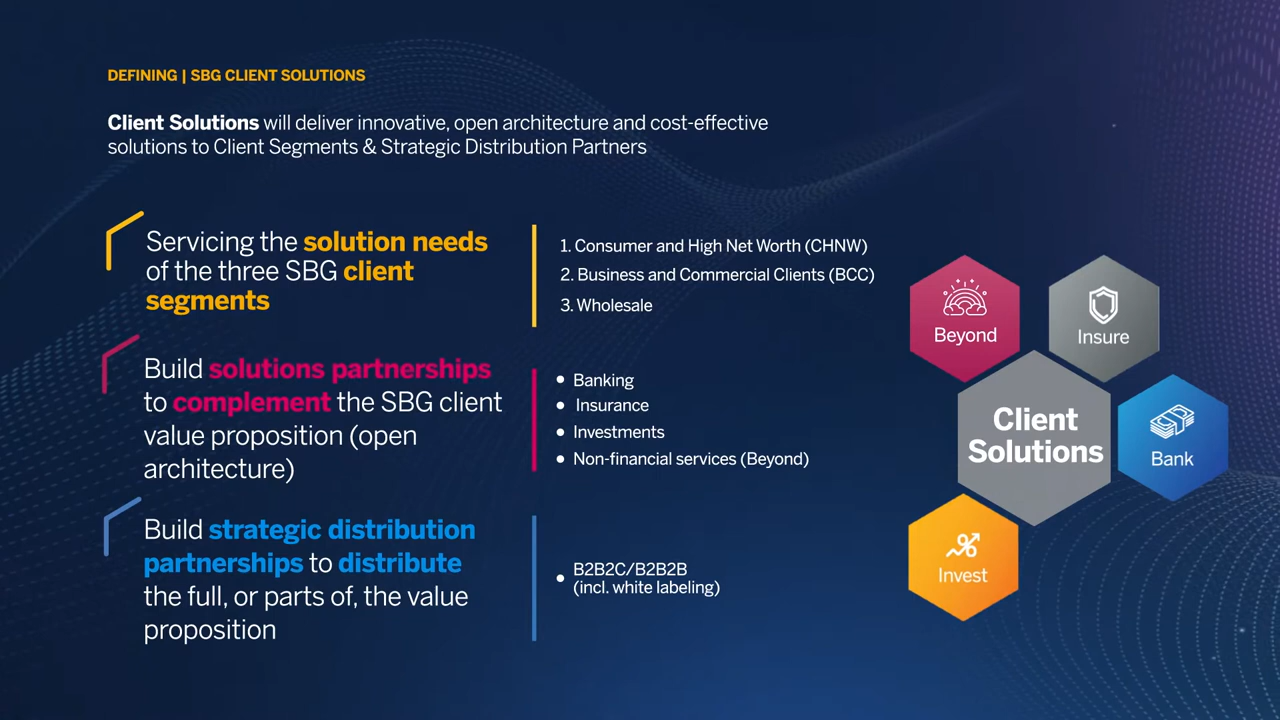 DEFINING | SBG CLIENT SOLUTIONS
Client Solutions will deliver innovative, open architecture and cost-effective
solutions to Client Segments & Strategic Distribution Partners
Servicing the solution needs
of the three SBG client
segments
1. Consumer and High Net Worth (CHNW)
2. Business and Commercial Clients (BCC)
3. Wholesale
Build solutions partnerships
to complement the SBG client
value proposition (open
architecture)
• Banking
• Insurance
• Investments
• Non-financial services (Beyond)
Build strategic distribution
partnerships to distribute
the full, or parts of, the value
proposition
• B2B2C/B2B2B
(incl. white labeling)
Beyond
Insure
Client
Solutions
Bank
Invest